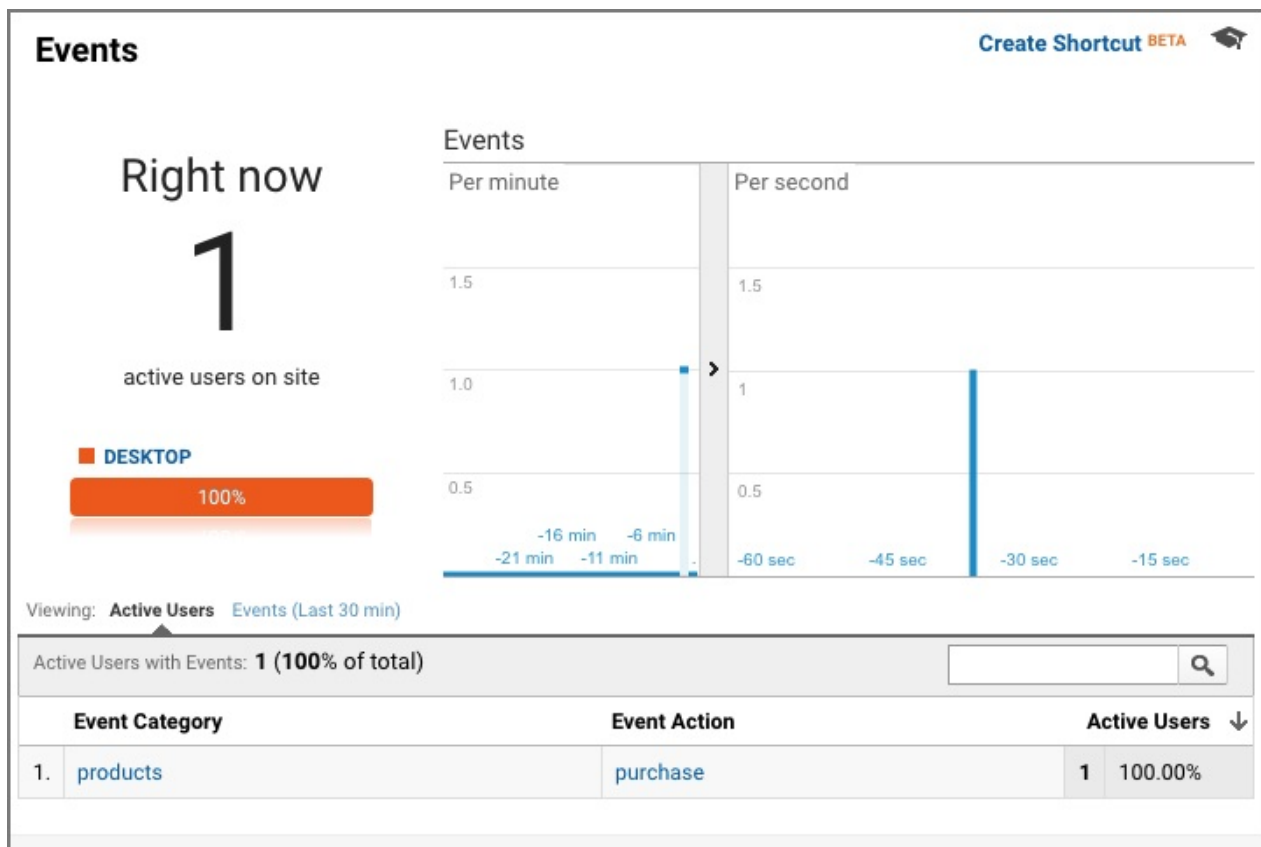 Events
Create Shortcut BETA
Right now
1
active users on site
DESKTOP
100%
Events
Per minute
1.5
1.0
0.5
-16 min -6 min
-21 min -11 min
Per second
1.5
1
0.5
-60 sec -45 sec -30 sec -15 sec
Viewing: Active Users Events (Last 30 min)
Active Users with Events: 1 (100% of total)
Event Category Event Action Active Users
1. products purchase 1 100.00%